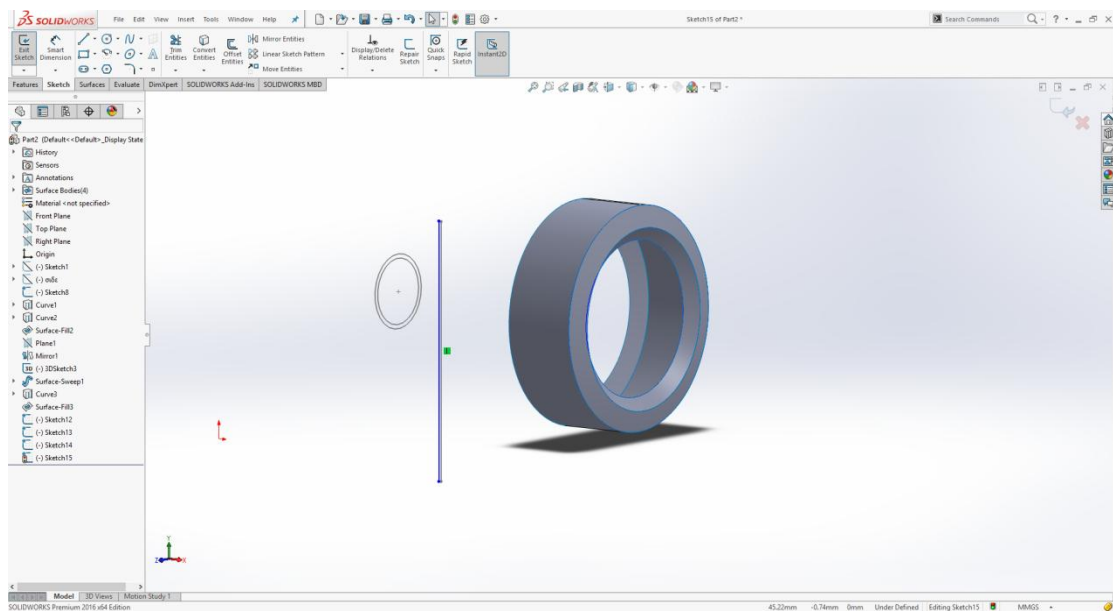 SOLIDWORKS File Edit View Insert Tools Window Help Sketch15 of Part2 * Search Commands
Exit Sketch
Smart Dimension
Trim Entities
Convert Entities
Offset Entities
Mirror Entities
Linear Sketch Pattern
Move Entities
Display/Delete Relations
Repair Sketch
Quick Snaps
Rapid Sketch
Instant2D
Features Sketch Surfaces Evaluate DimXpert SOLIDWORKS Add-Ins SOLIDWORKS MBD
Part2 (Default<<Default>_Display State
History
Sensors
Annotations
Surface Bodies(4)
Material <not specified>
Front Plane
Top Plane
Right Plane
Origin
(-) Sketch1
(-) σιδε
(-) Sketch8
Curve1
Curve2
Surface-Fill2
Plane1
Mirror1
(-) 3DSketch3
Surface-Sweep1
Curve3
Surface-Fill3
(-) Sketch12
(-) Sketch13
(-) Sketch14
(-) Sketch15
Y
Z X
Model 3D Views Motion Study 1
SOLIDWORKS Premium 2016 x64 Edition 45.22mm -0.74mm 0mm Under Defined Editing Sketch15 MMGS